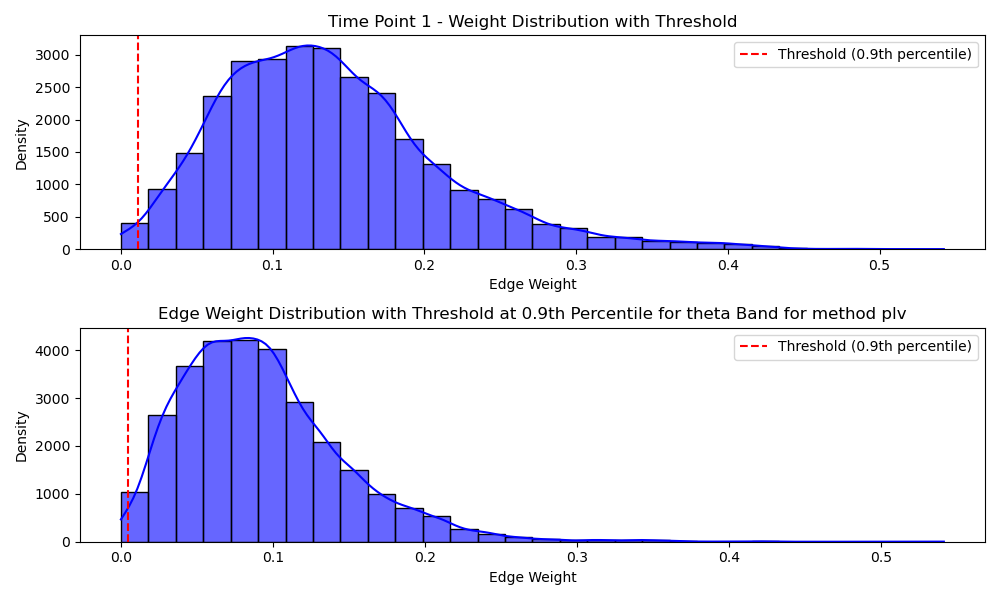 Time Point 1 - Weight Distribution with Threshold
Threshold (0.9th percentile)
Density
3000
2500
2000
1500
1000
500
0
0.0 0.1 0.2 0.3 0.4 0.5
Edge Weight
Edge Weight Distribution with Threshold at 0.9th Percentile for theta Band for method plv
Threshold (0.9th percentile)
Density
4000
3000
2000
1000
0
0.0 0.1 0.2 0.3 0.4 0.5
Edge Weight